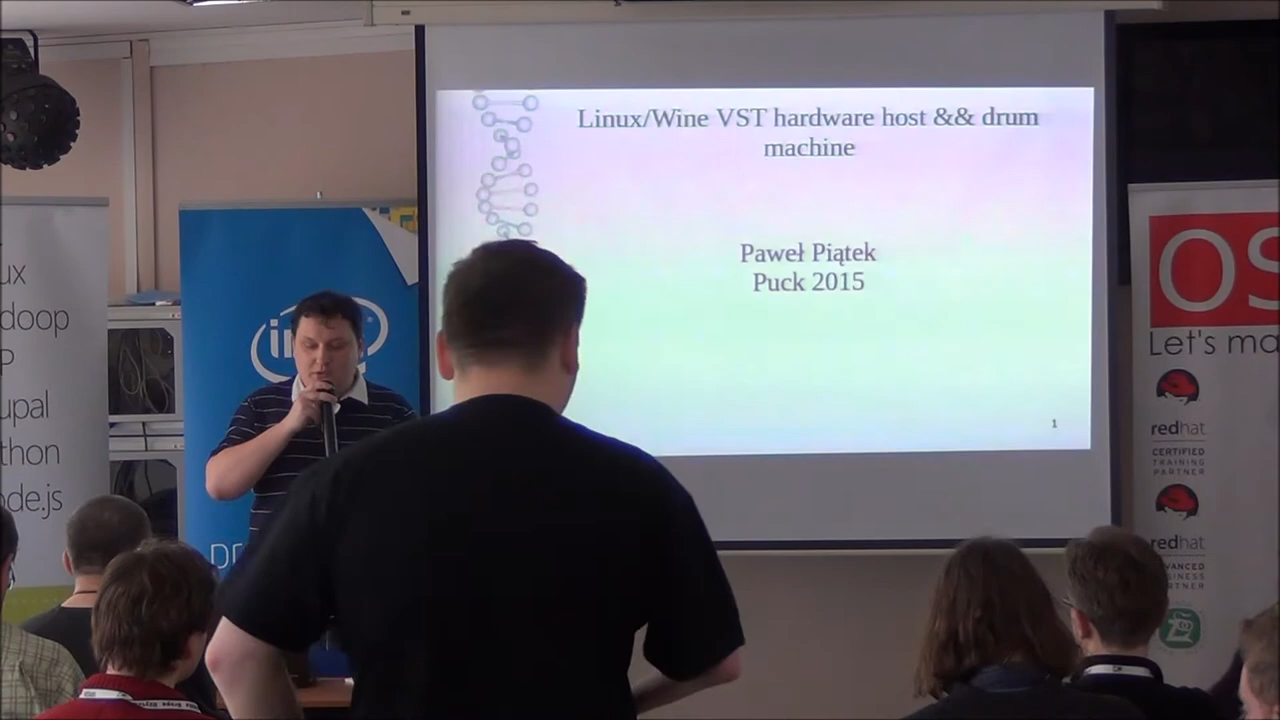 Linux/Wine VST hardware host && drum
machine
Paweł Piątek
Puck 2015
1
ux
doop
P
upal
thon
ode.js
OS
Let's ma
redhat
CERTIFIED
TRAINING
PARTNER
redhat